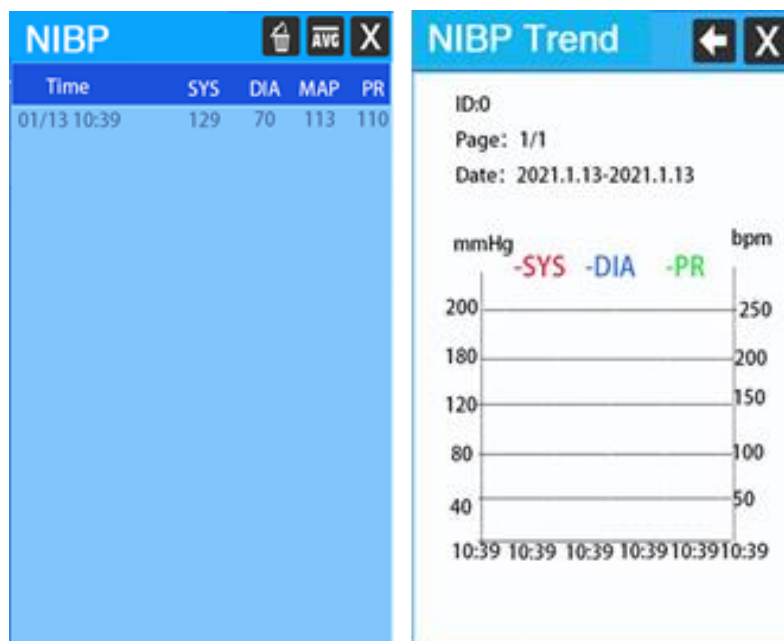 NIBP AVG X
Time SYS DIA MAP PR
01/13 10:39 129 70 113 110
NIBP Trend X
ID:0
Page: 1/1
Date: 2021.1.13-2021.1.13
mmHg bpm
-SYS -DIA -PR
200 250
180 200
120 150
80 100
40 50
10:39 10:39 10:39 10:39 10:39 10:39